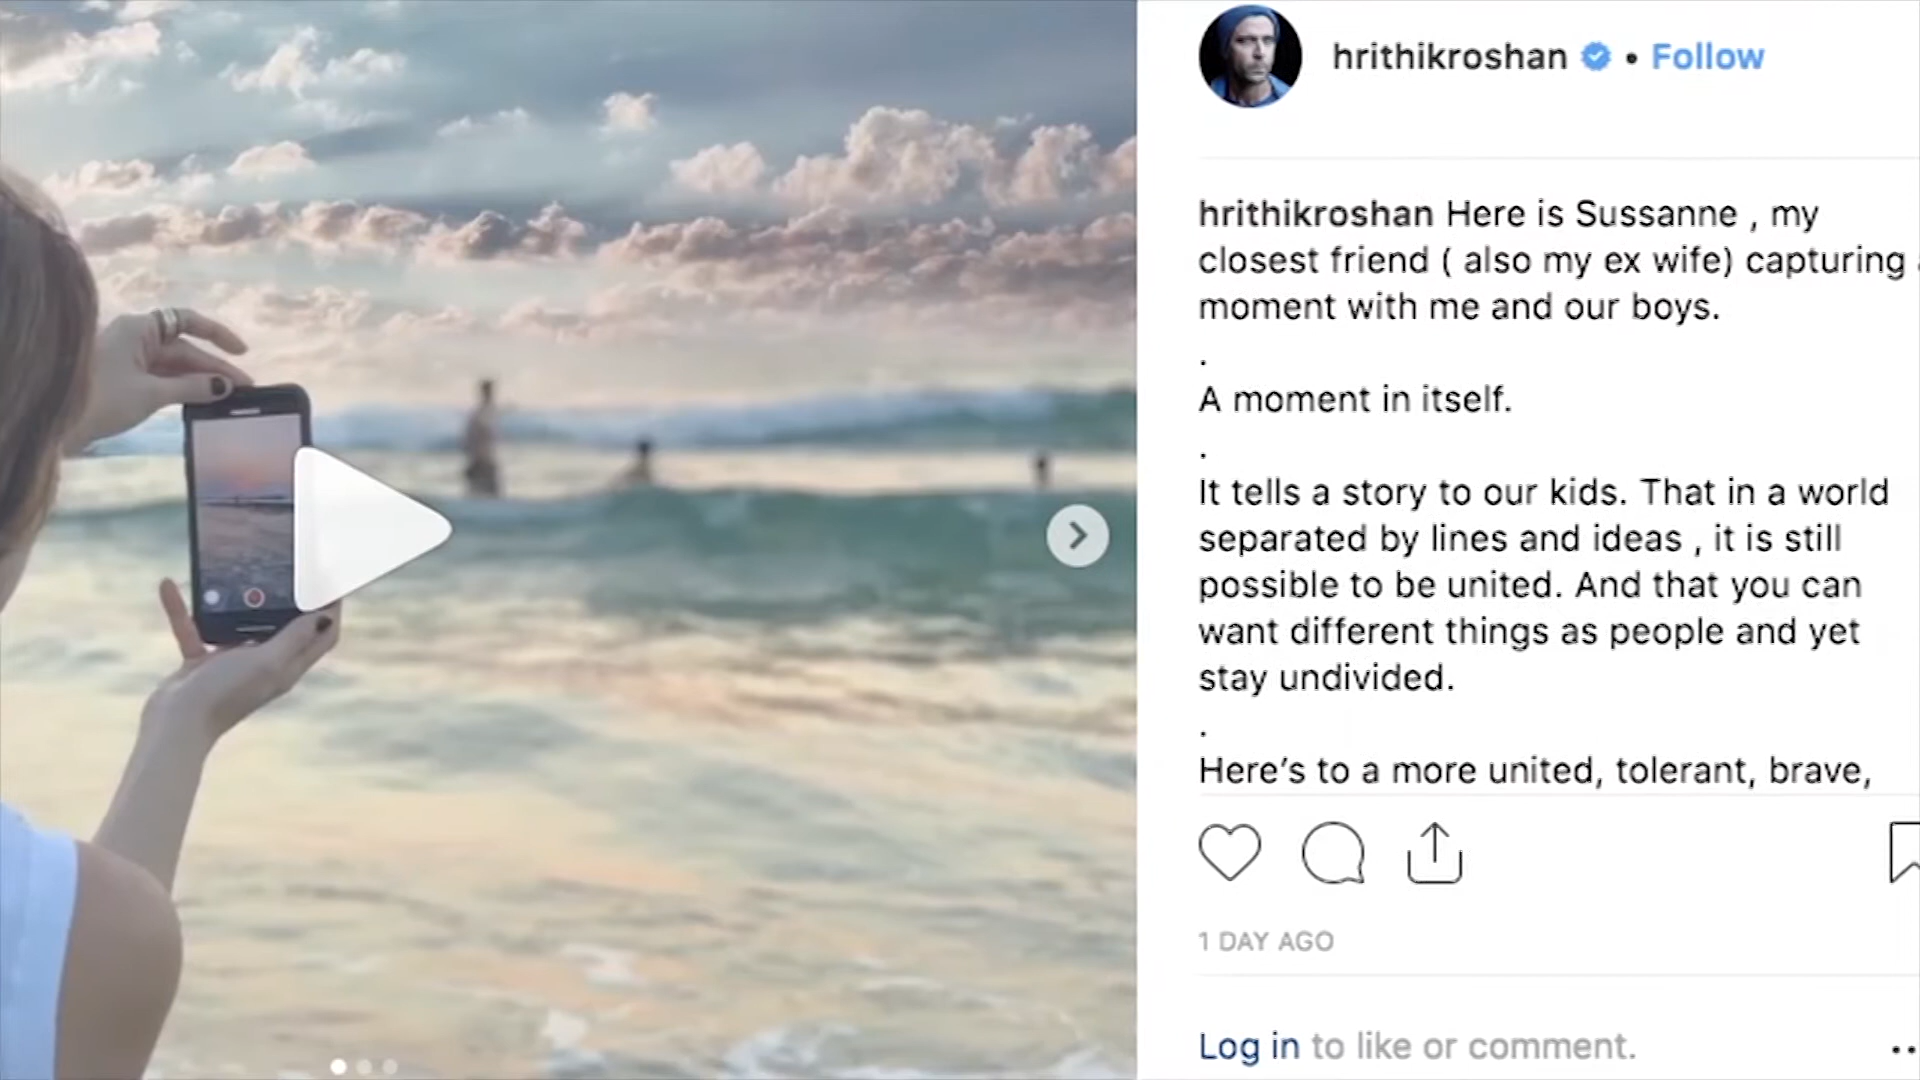 hrithikroshan • Follow
hrithikroshan Here is Sussanne , my
closest friend ( also my ex wife) capturing
moment with me and our boys.
.
A moment in itself.
.
It tells a story to our kids. That in a world
separated by lines and ideas , it is still
possible to be united. And that you can
want different things as people and yet
stay undivided.
.
Here’s to a more united, tolerant, brave,
1 DAY AGO
Log in to like or comment.